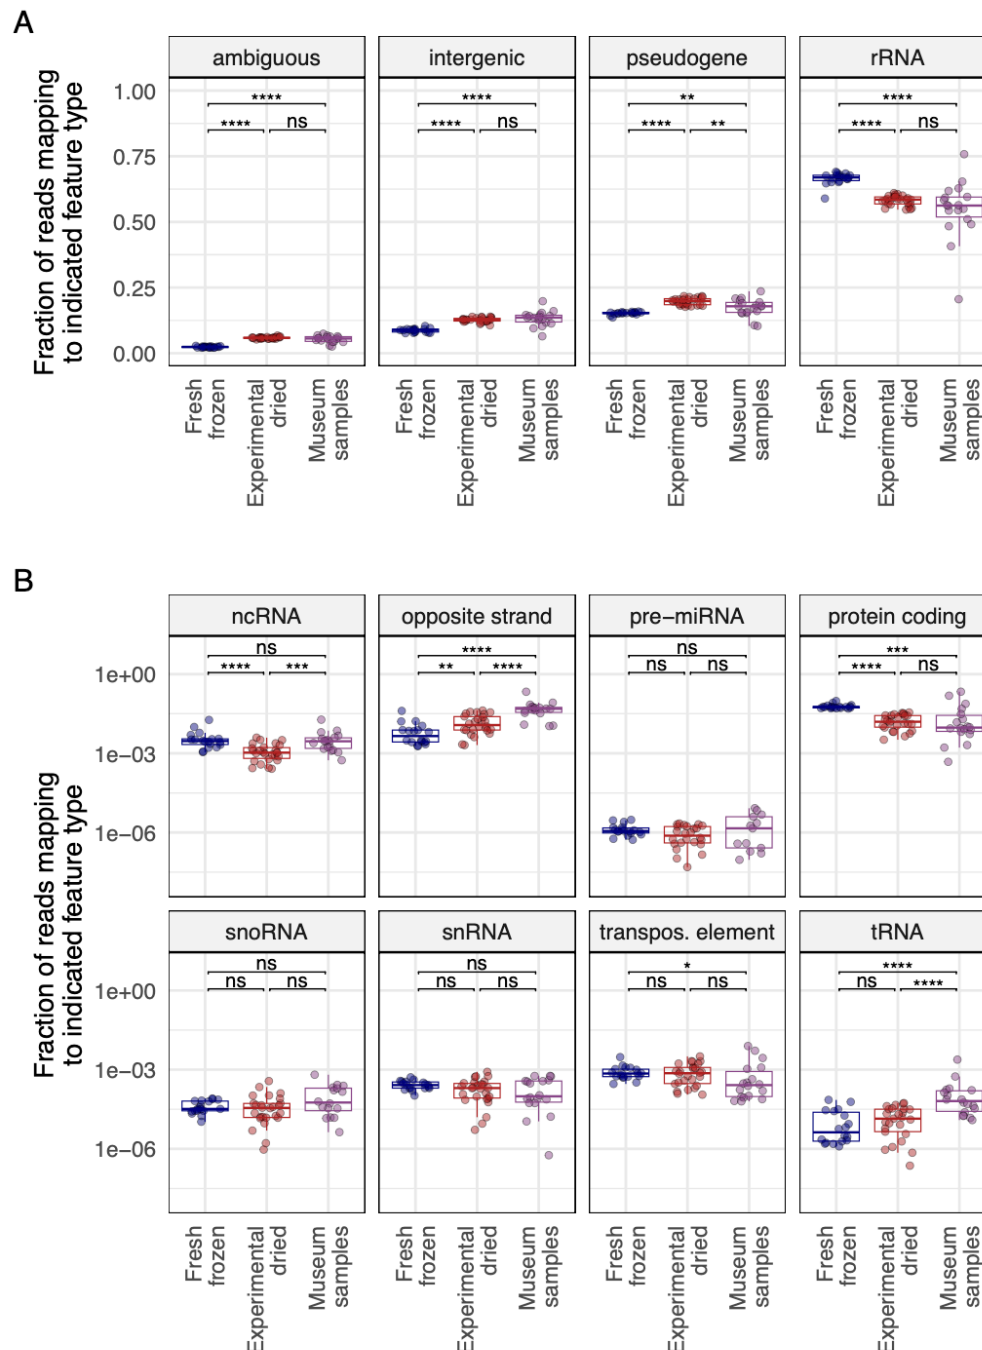 A
Fraction of reads mapping
to indicated feature type
ambiguous intergenic pseudogene rRNA
1.00
0.75
0.50
0.25
0.00
**** **** ** ****
**** ns **** ns **** ** **** ns
Fresh
frozen
Experimental
dried
Museum
samples
Fresh
frozen
Experimental
dried
Museum
samples
Fresh
frozen
Experimental
dried
Museum
samples
Fresh
frozen
Experimental
dried
Museum
samples
B
Fraction of reads mapping
to indicated feature type
ncRNA opposite strand pre−miRNA protein coding
ns **** ns ***
**** *** ** **** ns ns **** ns
1e+00
1e−03
1e−06
snoRNA snRNA transpos. element tRNA
ns ns * ****
ns ns ns ns ns ns ns ****
1e+00
1e−03
1e−06
Fresh
frozen
Experimental
dried
Museum
samples
Fresh
frozen
Experimental
dried
Museum
samples
Fresh
frozen
Experimental
dried
Museum
samples
Fresh
frozen
Experimental
dried
Museum
samples